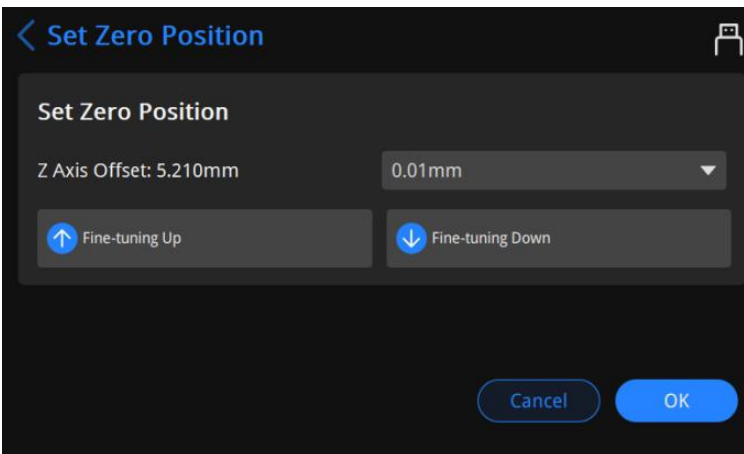 Set Zero Position
Set Zero Position
Z Axis Offset: 5.210mm 0.01mm
Fine-tuning Up Fine-tuning Down
Cancel OK